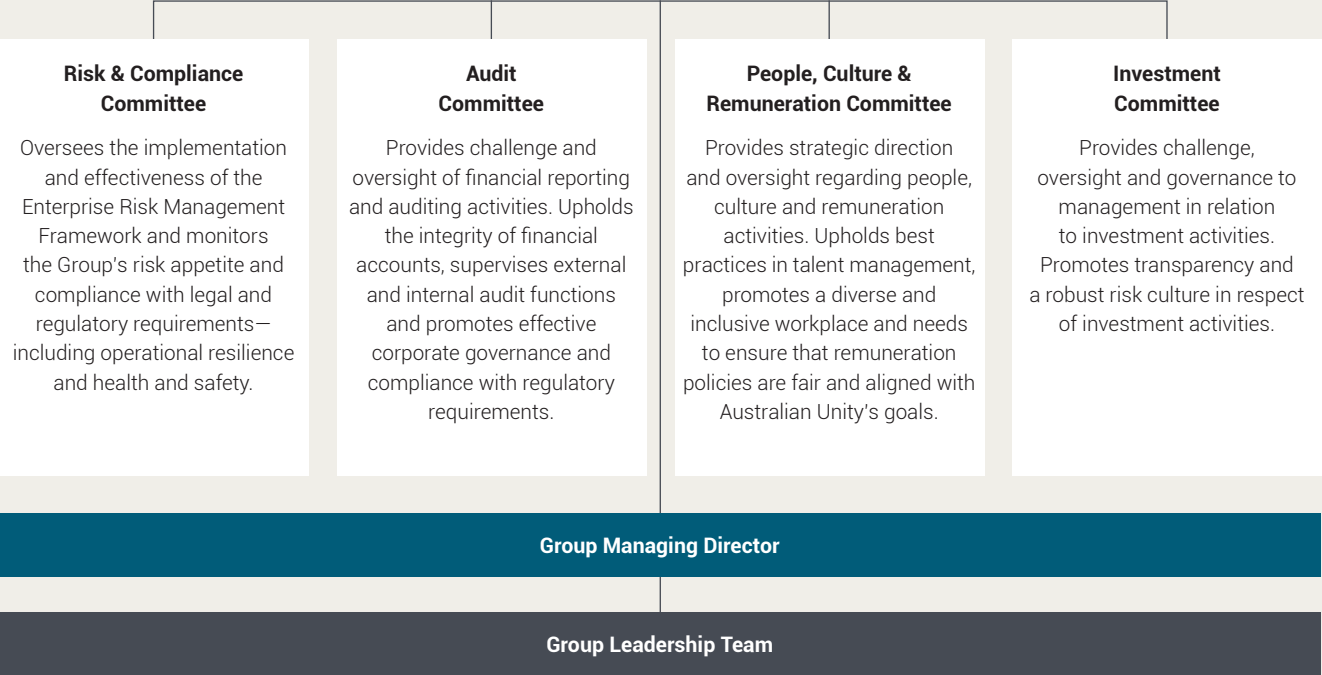 Risk & Compliance
Committee
Oversees the implementation
and effectiveness of the
Enterprise Risk Management
Framework and monitors
the Group's risk appetite and
compliance with legal and
regulatory requirements—
including operational resilience
and health and safety.
Audit
Committee
Provides challenge and
oversight of financial reporting
and auditing activities. Upholds
the integrity of financial
accounts, supervises external
and internal audit functions
and promotes effective
corporate governance and
compliance with regulatory
requirements.
People, Culture &
Remuneration Committee
Provides strategic direction
and oversight regarding people,
culture and remuneration
activities. Upholds best
practices in talent management,
promotes a diverse and
inclusive workplace and needs
to ensure that remuneration
policies are fair and aligned with
Australian Unity's goals.
Investment
Committee
Provides challenge,
oversight and governance to
management in relation
to investment activities.
Promotes transparency and
a robust risk culture in respect
of investment activities.
Group Managing Director
Group Leadership Team